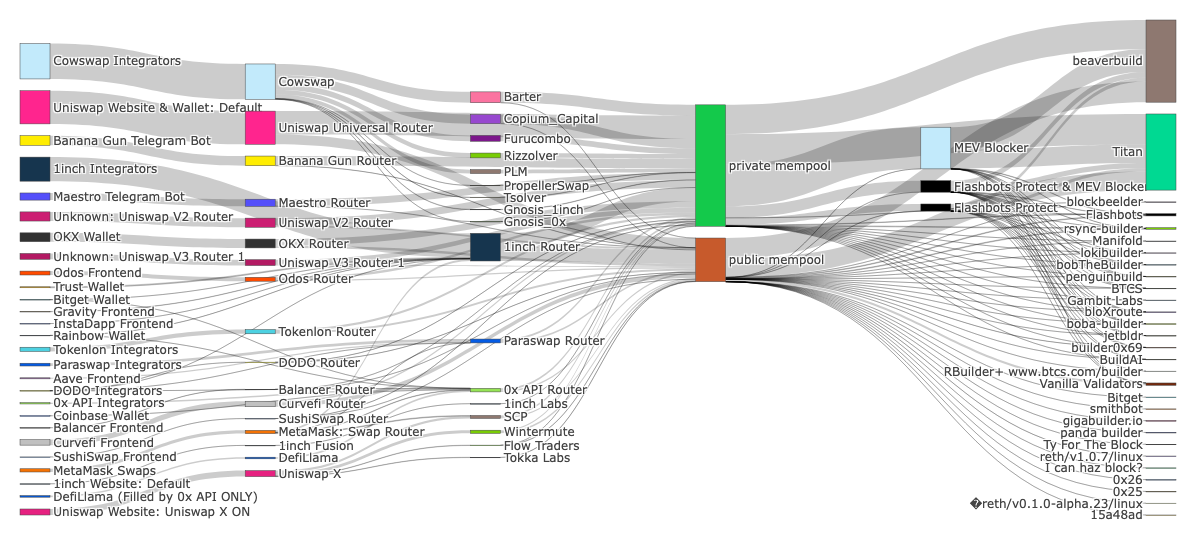 Cowswap Integrators
Uniswap Website & Wallet: Default
Banana Gun Telegram Bot
1inch Integrators
Maestro Telegram Bot
Unknown: Uniswap V2 Router
OKX Wallet
Unknown: Uniswap V3 Router 1
Odos Frontend
Trust Wallet
Bitget Wallet
Gravity Frontend
InstaDapp Frontend
Rainbow Wallet
Tokenlon Integrators
Paraswap Integrators
Aave Frontend
DODO Integrators
0x API Integrators
Coinbase Wallet
Balancer Frontend
Curvefi Frontend
SushiSwap Frontend
MetaMask Swaps
1inch Website: Default
DefiLlama (Filled by 0x API ONLY)
Uniswap Website: Uniswap X ON
Cowswap
Uniswap Universal Router
Banana Gun Router
Maestro Router
Uniswap V2 Router
OKX Router
Uniswap V3 Router 1
Odos Router
Tokenlon Router
DODO Router
Balancer Router
Curvefi Router
SushiSwap Router
MetaMask: Swap Router
1inch Fusion
DefiLlama
Uniswap X
Barter
Copium Capital
Furucombo
Rizzolver
PLM
PropellerSwap
Tsolver
Gnosis_1inch
Gnosis_0x
1inch Router
Paraswap Router
0x API Router
1inch Labs
SCP
Wintermute
Flow Traders
Tokka Labs
private mempool
public mempool
MEV Blocker
Flashbots Protect & MEV Blocker
Flashbots Protect
beaverbuild
Titan
blockbeelder
Flashbots
rsync-builder
Manifold
lokibuilder
bobTheBuilder
penguinbuild
BTCS
Gambit Labs
bloXroute
boba-builder
jetbldr
builder0x69
BuildAI
RBuilder+ www.btcs.com/builder
Vanilla Validators
Bitget
smithbot
gigabuilder.io
panda builder
Ty For The Block
reth/v1.0.7/linux
I can haz block?
0x26
0x25
�reth/v0.1.0-alpha.23/linux
15a48ad